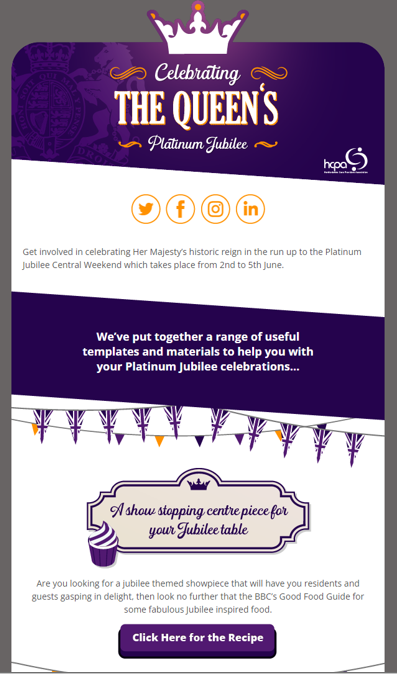 Celebrating
THE QUEEN'S
Platinum Jubilee
hcpa
Get involved in celebrating Her Majesty's historic reign in the run up to the Platinum
Jubilee Central Weekend which takes place from 2nd to 5th June.
We've put together a range of useful
templates and materials to help you with
your Platinum Jubilee celebrations...
A show stopping centre piece for
your Jubilee table
Are you looking for a jubilee themed showpiece that will have you residents and
guests gasping in delight, then look no further that the BBC's Good Food Guide for
some fabulous Jubilee inspired food.
Click Here for the Recipe